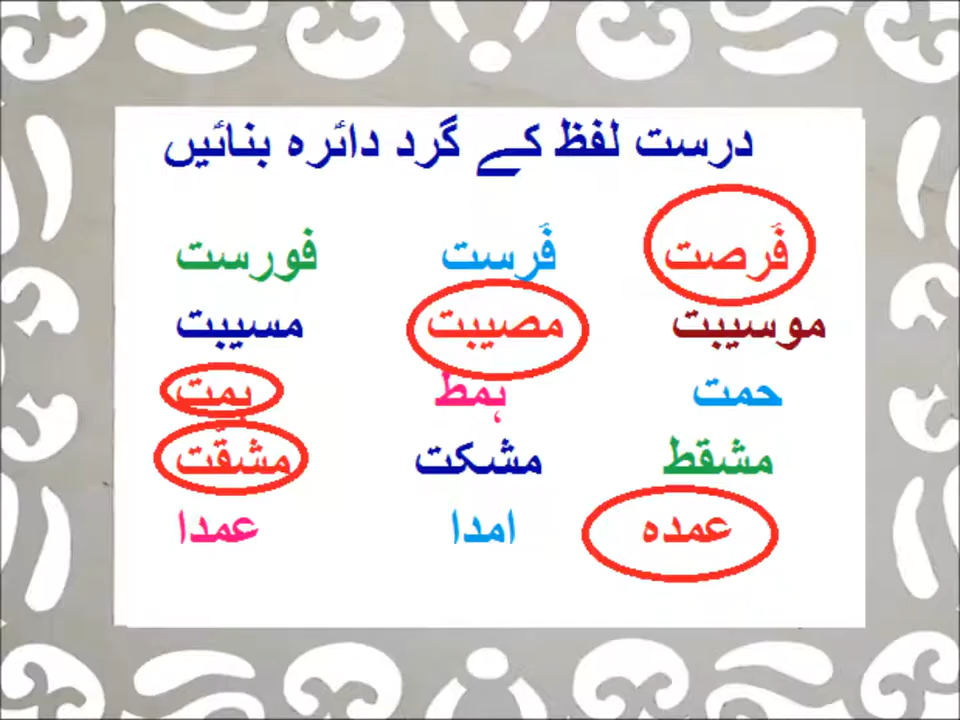 درست لفظ کے گرد دائرہ بنائیں
فُرصت فُرست فورست
موسیبت مصیبت مسیبت
حمت ہمط ہمت
مشقط مشکت مشقّت
عمدہ امدا عمدا